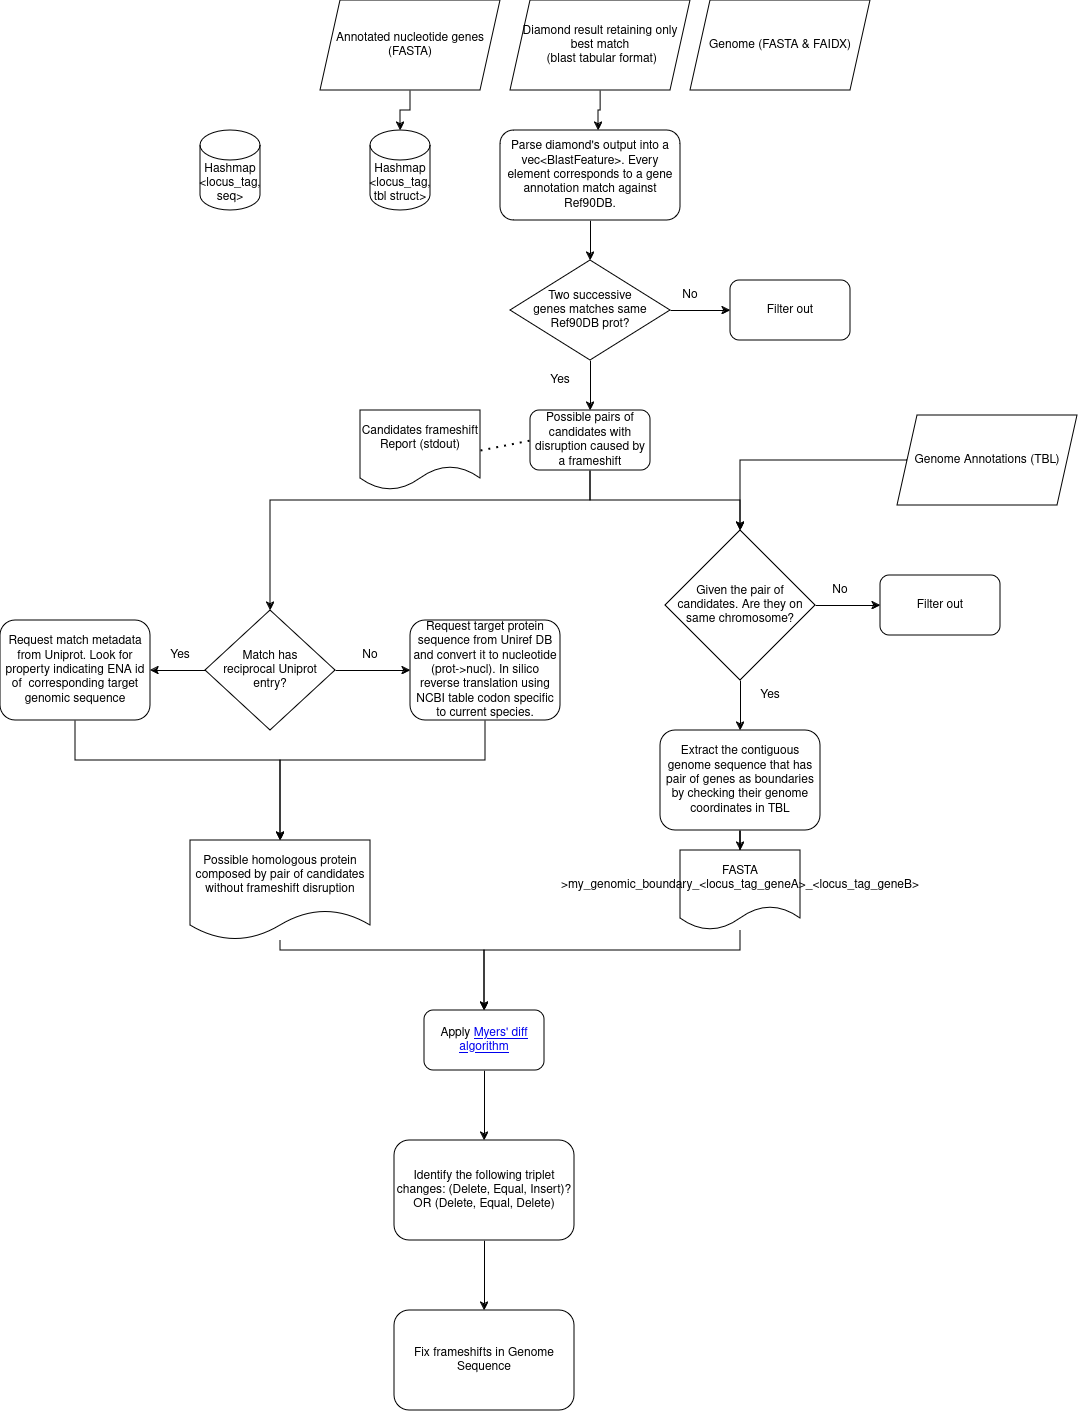 Annotated nucleotide genes
(FASTA)
Diamond result retaining only
best match
(blast tabular format)
Genome (FASTA & FAIDX)
Hashmap
<locus_tag,
seq>
Hashmap
<locus_tag,
tbl struct>
Parse diamond's output into a
vec<BlastFeature>. Every
element corresponds to a gene
annotation match against
Ref90DB.
Two successive
genes matches same
Ref90DB prot?
No
Filter out
Yes
Candidates frameshift
Report (stdout)
Possible pairs of
candidates with
disruption caused by
a frameshift
Genome Annotations (TBL)
Given the pair of
candidates. Are they on
same chromosome?
No
Filter out
Request match metadata
from Uniprot. Look for
property indicating ENA id
of corresponding target
genomic sequence
Yes
Match has
reciprocal Uniprot
entry?
No
Request target protein
sequence from Uniref DB
and convert it to nucleotide
(prot->nucl). In silico
reverse translation using
NCBI table codon specific
to current species.
Yes
Extract the contiguous
genome sequence that has
pair of genes as boundaries
by checking their genome
coordinates in TBL
Possible homologous protein
composed by pair of candidates
without frameshift disruption
FASTA
>my_genomic_boundary_<locus_tag_geneA>_<locus_tag_geneB>
Apply Myers' diff
algorithm
Identify the following triplet
changes: (Delete, Equal, Insert)?
OR (Delete, Equal, Delete)
Fix frameshifts in Genome
Sequence